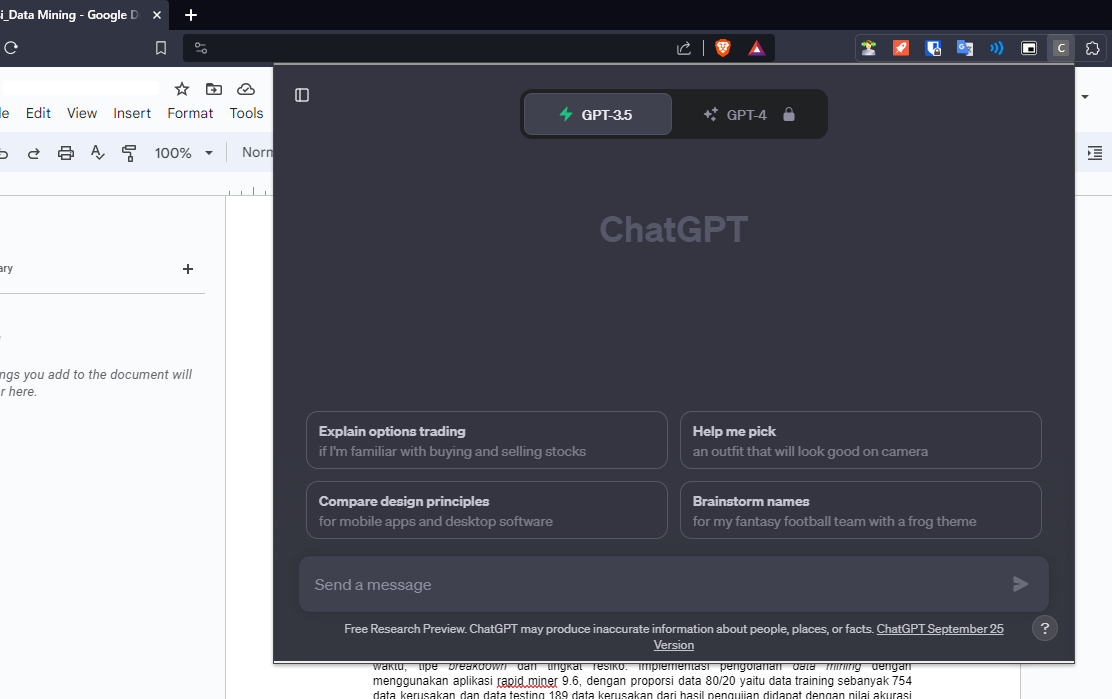 i_Data Mining - Google D
Edit View Insert Format Tools
100% Norm
ary
ngs you add to the document will
r here.
C
GPT-3.5 GPT-4
ChatGPT
Explain options trading
if I'm familiar with buying and selling stocks
Help me pick
an outfit that will look good on camera
Compare design principles
for mobile apps and desktop software
Brainstorm names
for my fantasy football team with a frog theme
Send a message
Free Research Preview. ChatGPT may produce inaccurate information about people, places, or facts. ChatGPT September 25
Version
?
waktu, tipe breakdown dan tingkat resiko. Implementasi pengolahan data mining dengan
menggunakan aplikasi rapid miner 9.6, dengan proporsi data 80/20 yaitu data training sebanyak 754
data kerusakan dan data testing 189 data kerusakan dari hasil pengujian didapat dengan nilai akurasi